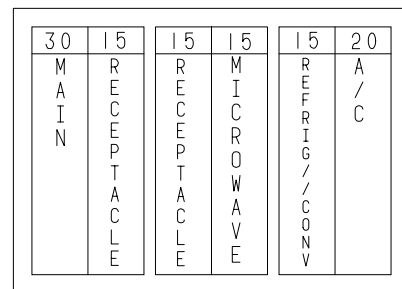 30 15 15 15 15 20
MAIN
RECEPTACLE
RECEPTACLE
MICROWAVE
REFRIG//CONV
A/C